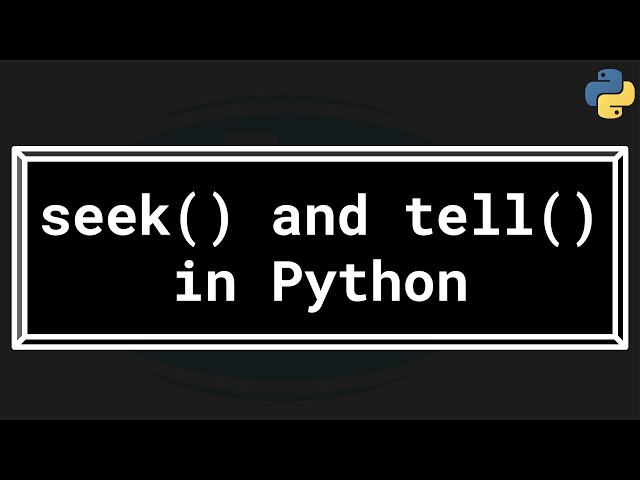 seek() and tell()
in Python